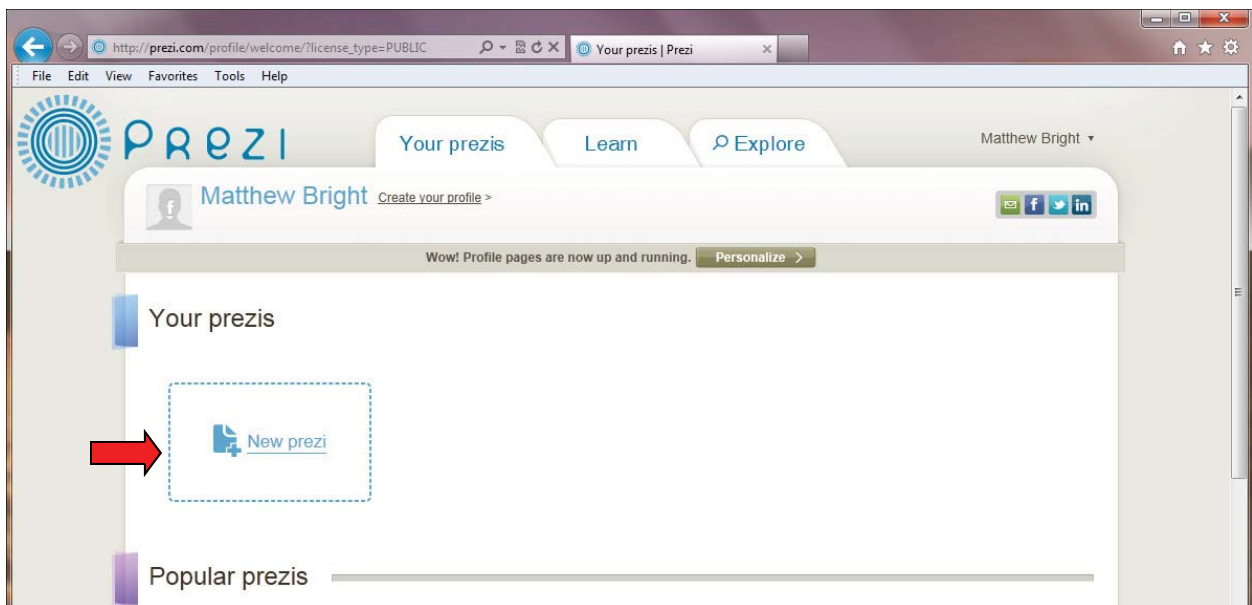 http://prezi.com/profile/welcome/?license_type=PUBLIC
Your prezis | Prezi
File Edit View Favorites Tools Help
PREZI
Your prezis
Learn
Explore
Matthew Bright
Matthew Bright Create your profile >
f in
Wow! Profile pages are now up and running. Personalize >
Your prezis
New prezi
Popular prezis